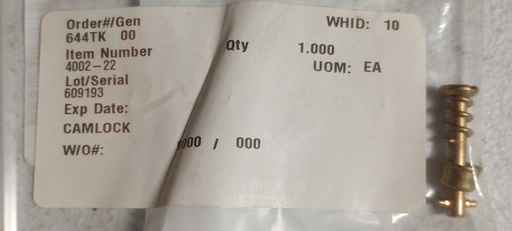 Order#/Gen WHID: 10
644TK 00
Item Number Qty 1.000
4002-22 UOM: EA
Lot/Serial
609193
Exp Date:
CAMLOCK
W/O#: 000 / 000